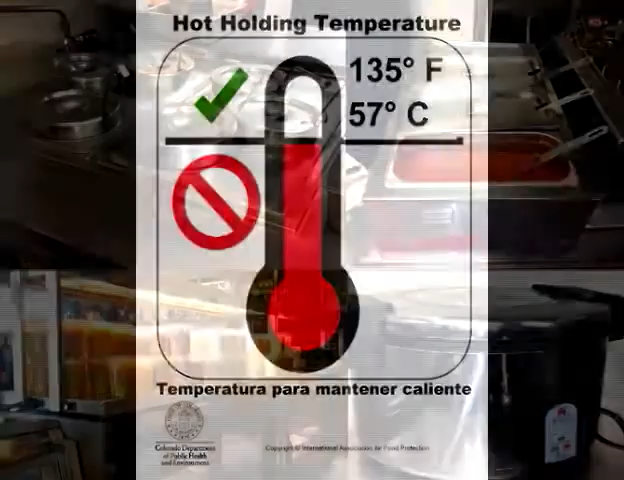 Hot Holding Temperature
135° F
57° C
Temperatura para mantener caliente
Colorado Department
of Public Health
and Environment
Copyright © International Association for Food Protection